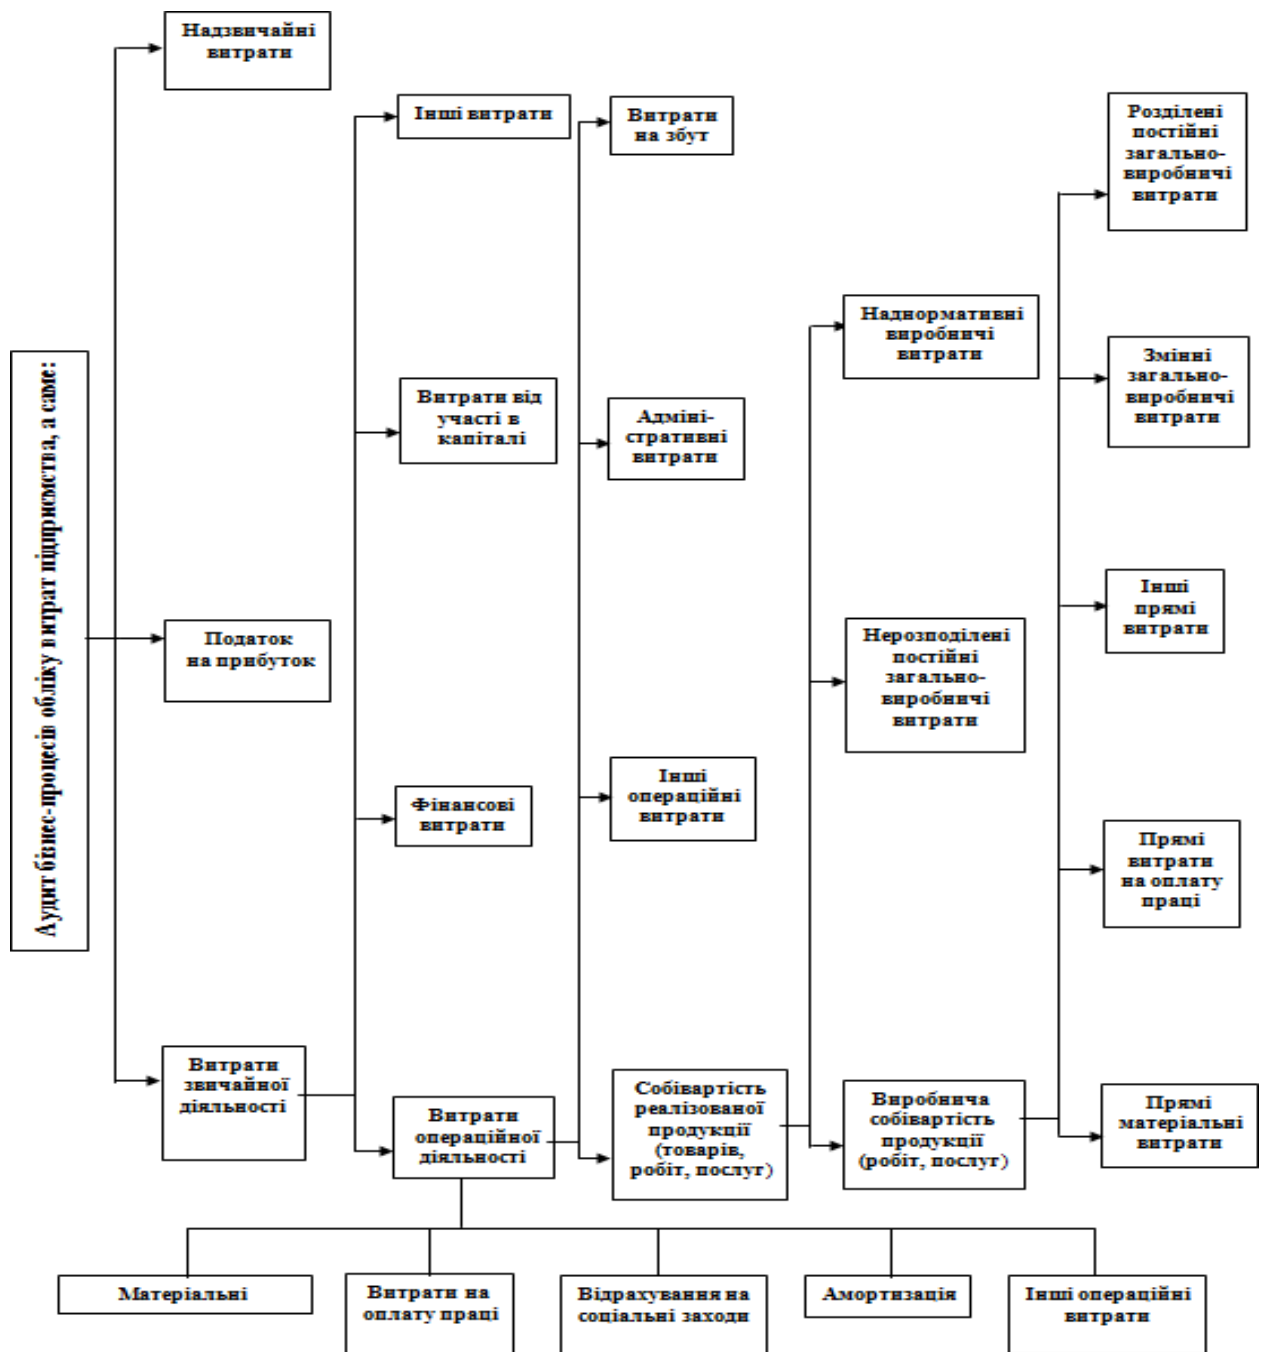 Аудит бізнес-процесів обліку витрат підприємства, а саме:
Надзвичайні
витрати
Податок
на прибуток
Витрати
звичайної
діяльності
Інші витрати
Витрати від
участі в
капіталі
Фінансові
витрати
Витрати
операційної
діяльності
Витрати
на збут
Адміні-
стративні
витрати
Інші
операційні
витрати
Собівартість
реалізованої
продукції
(товарів,
робіт, послуг)
Наднормативні
виробничі
витрати
Нерозподілені
постійні
загально-
виробничі
витрати
Виробнича
собівартість
продукції
(робіт, послуг)
Розділені
постійні
загально-
виробничі
витрати
Змінні
загально-
виробничі
витрати
Інші
прямі
витрати
Прямі
витрати
на оплату
праці
Прямі
матеріальні
витрати
Матеріальні
Витрати на
оплату праці
Відрахування на
соціальні заходи
Амортизація
Інші операційні
витрати